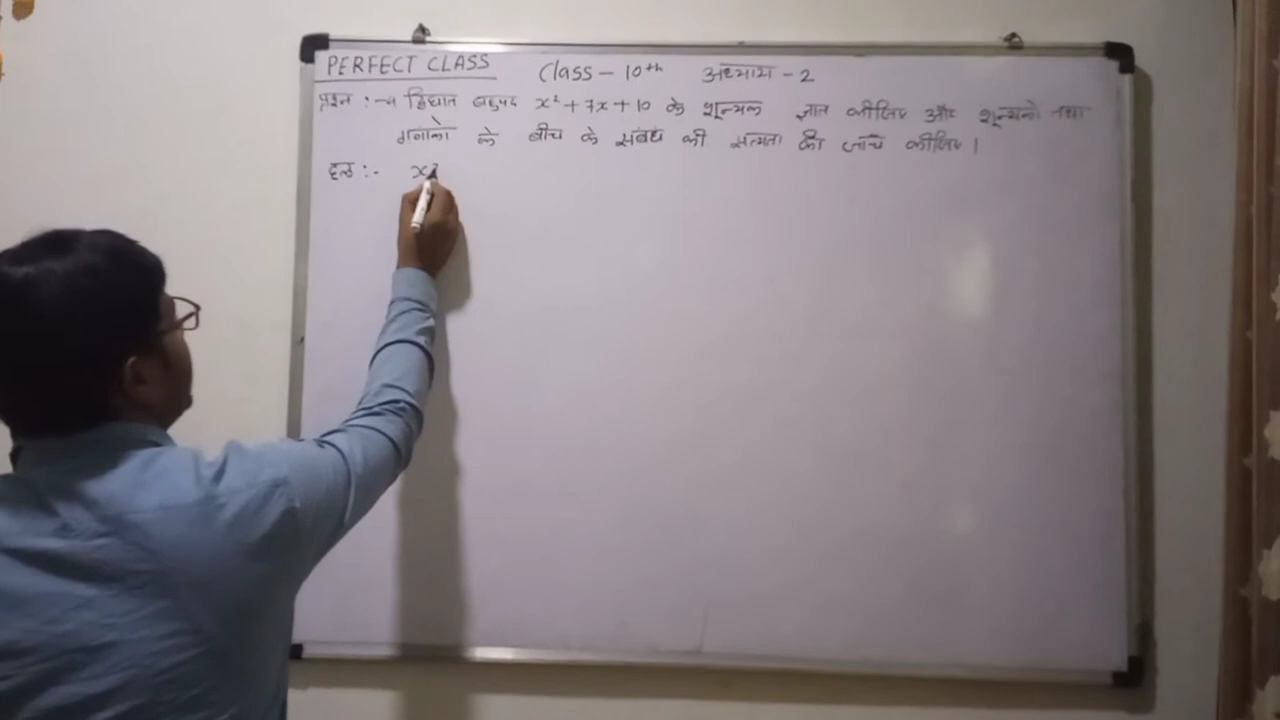 PERFECT CLASS Class - 10th अध्याय - 2
प्रश्न :- द्विघात बहुपद x² + 7x + 10 के शून्यक ज्ञात कीजिए और शून्यकों तथा
गुणांको के बीच के संबंध की सत्यता की जाँच कीजिए।
हल :- x²